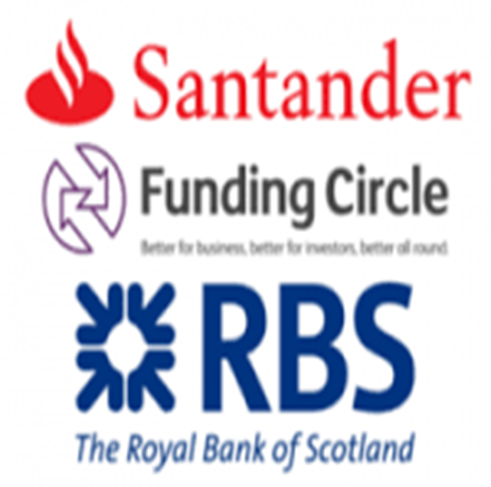 Santander
Funding Circle
Better for business, better for investors, better all round.
RBS
The Royal Bank of Scotland